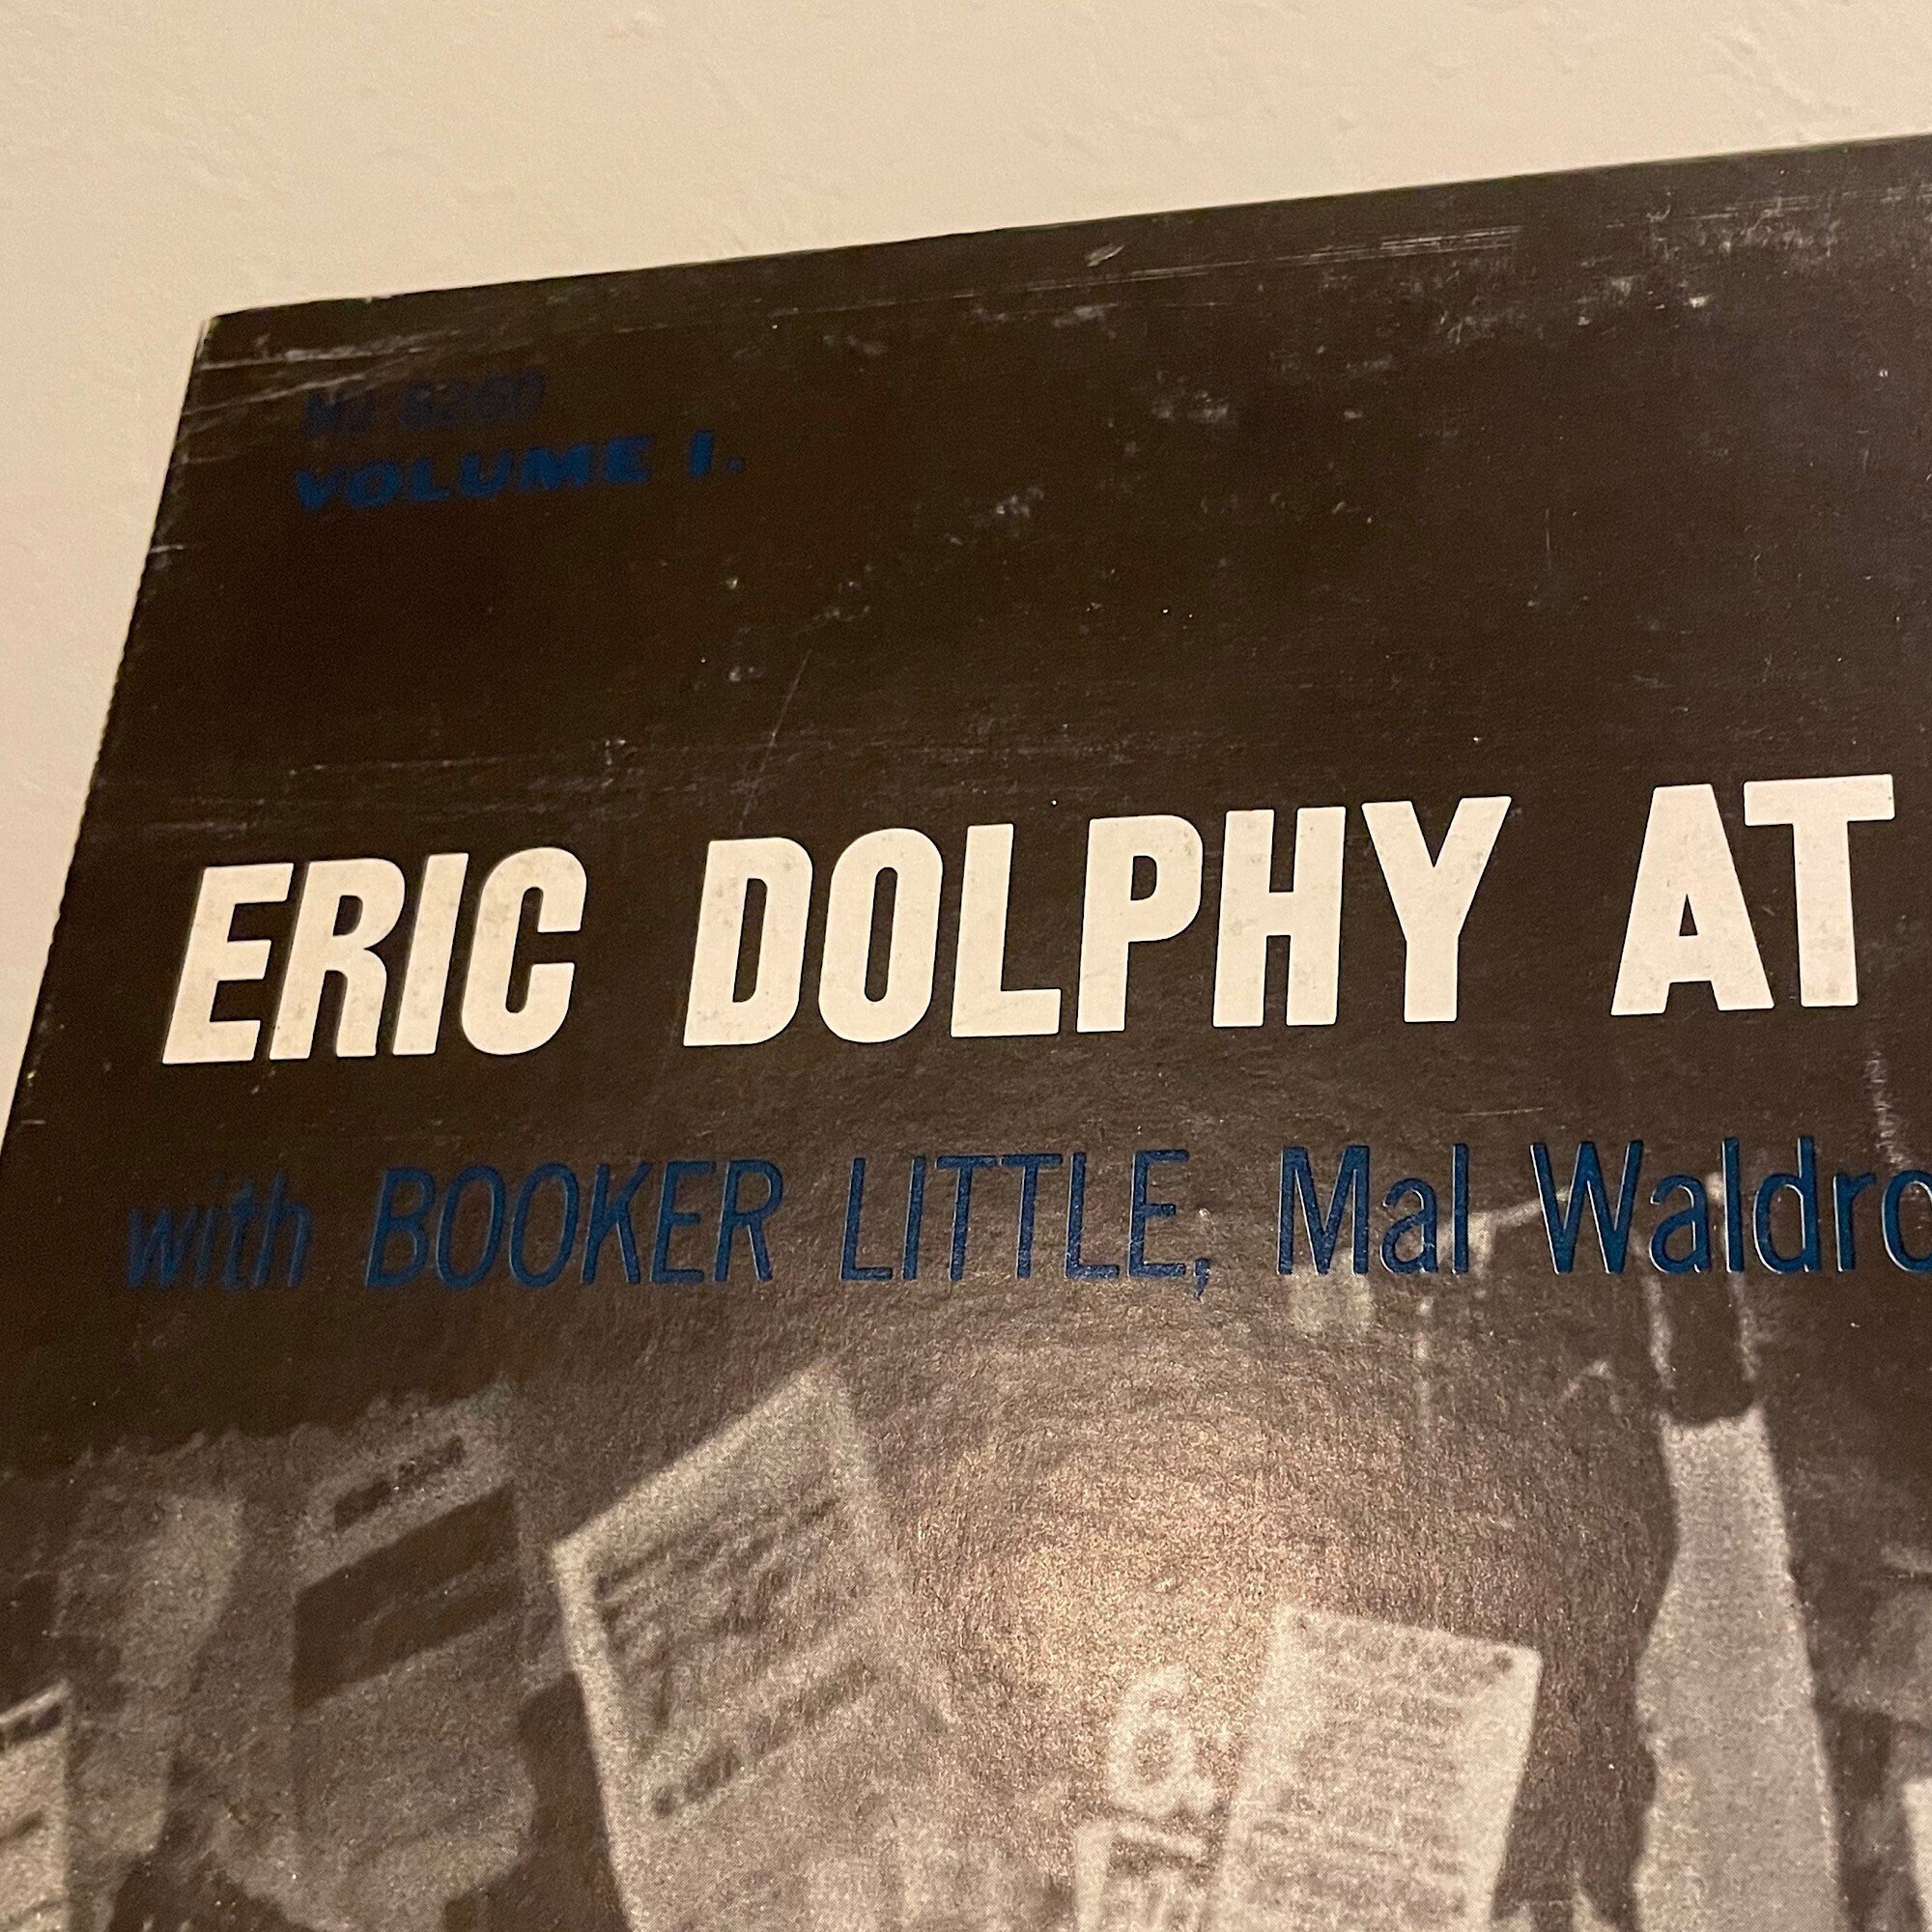 VOLUME I.
ERIC DOLPHY AT
with BOOKER LITTLE, Mal Waldro